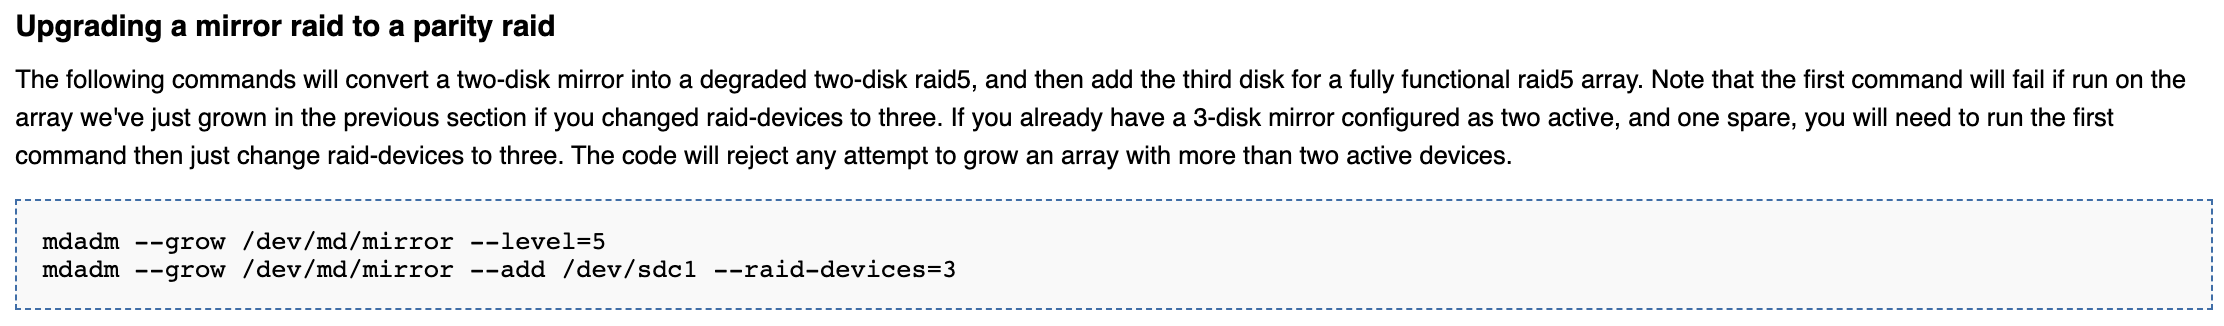 Upgrading a mirror raid to a parity raid
The following commands will convert a two-disk mirror into a degraded two-disk raid5, and then add the third disk for a fully functional raid5 array. Note that the first command will fail if run on the
array we've just grown in the previous section if you changed raid-devices to three. If you already have a 3-disk mirror configured as two active, and one spare, you will need to run the first
command then just change raid-devices to three. The code will reject any attempt to grow an array with more than two active devices.
mdadm --grow /dev/md/mirror --level=5
mdadm --grow /dev/md/mirror --add /dev/sdc1 --raid-devices=3